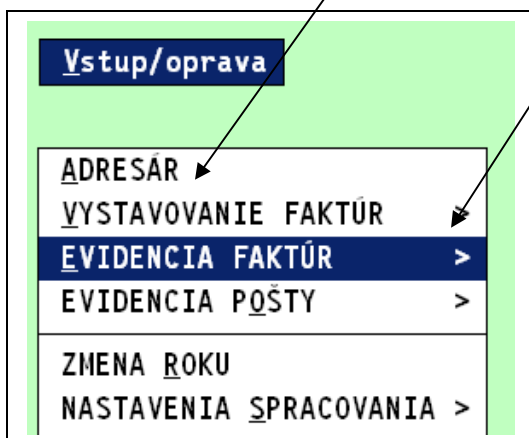 Vstup/oprava
ADRESÁR
VYSTAVOVANIE FAKTÚR >
EVIDENCIA FAKTÚR >
EVIDENCIA POŠTY >
ZMENA ROKU
NASTAVENIA SPRACOVANIA >